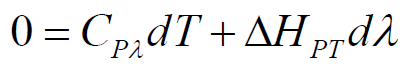 0 = C_{Pλ}dT + ΔH_{PT}dλ